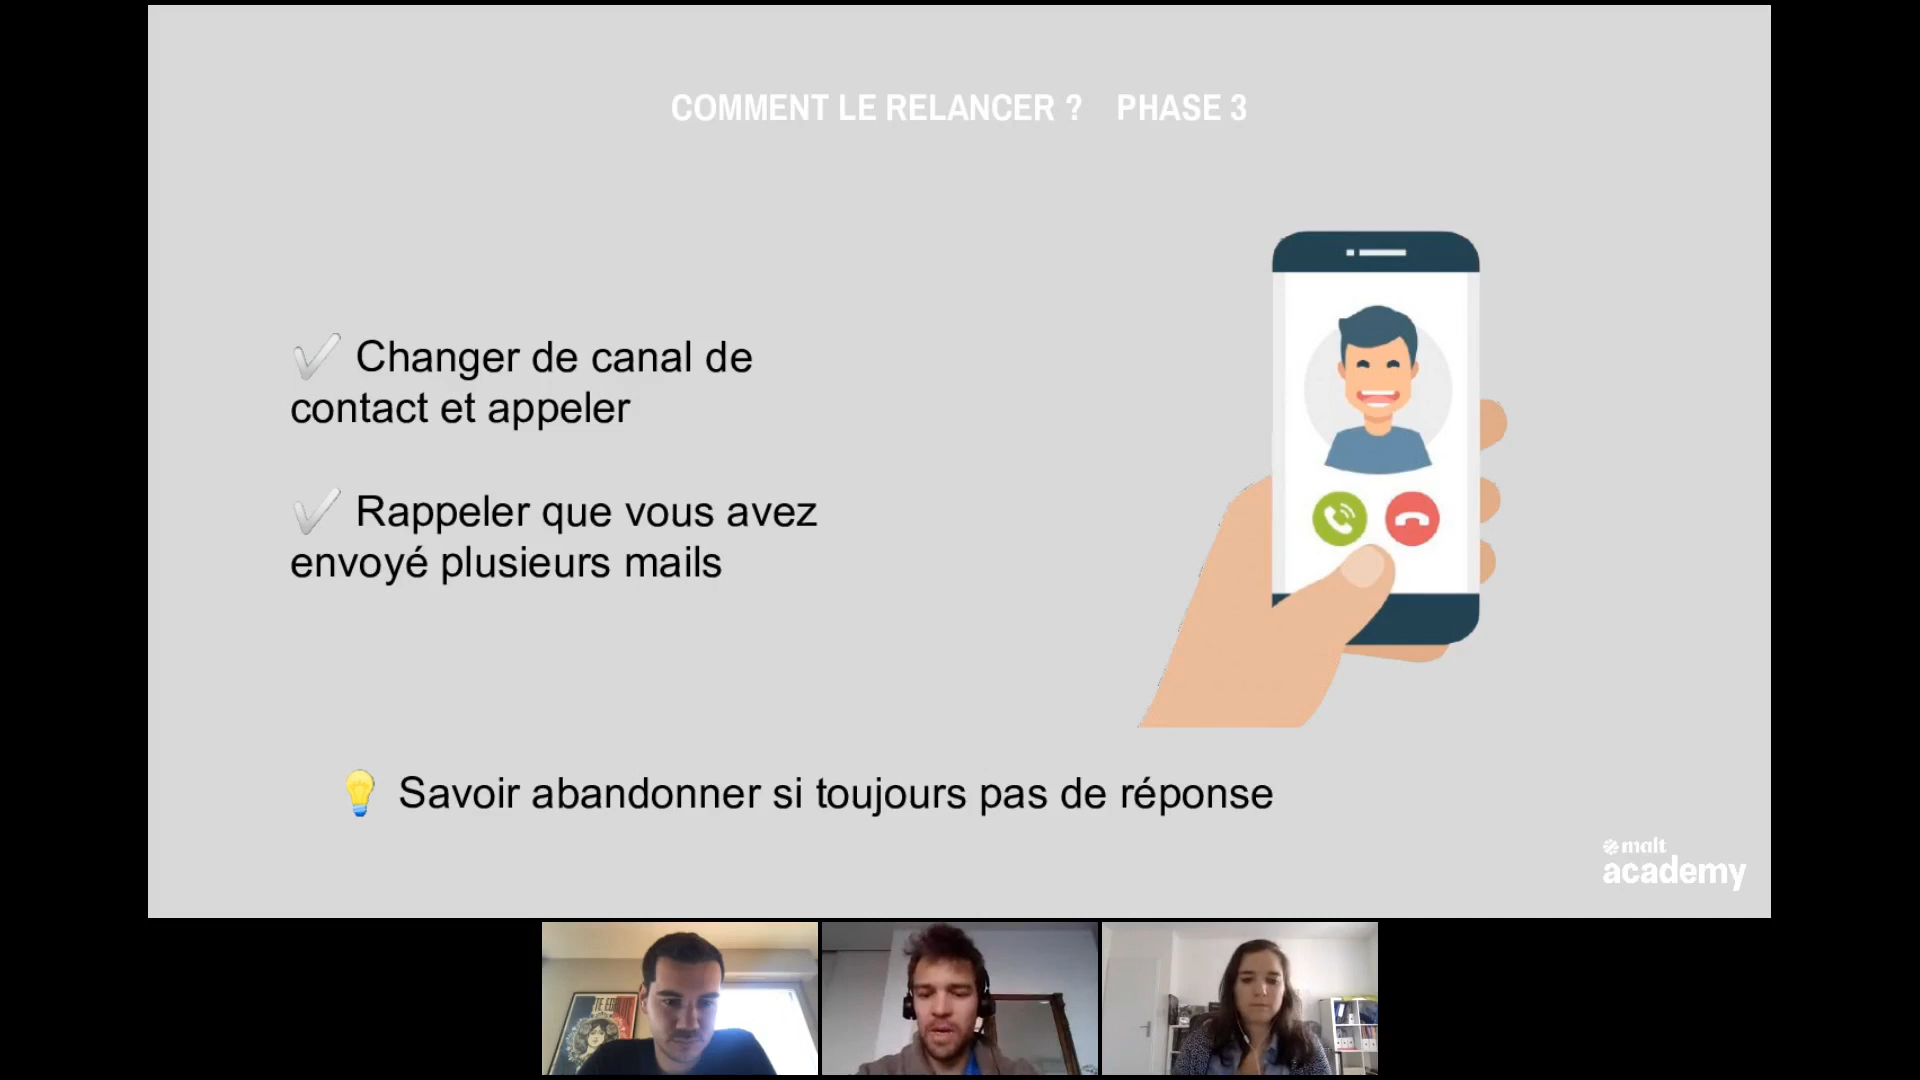 COMMENT LE RELANCER ? PHASE 3
✔ Changer de canal de
contact et appeler
✔ Rappeler que vous avez
envoyé plusieurs mails
💡 Savoir abandonner si toujours pas de réponse
malt
academy